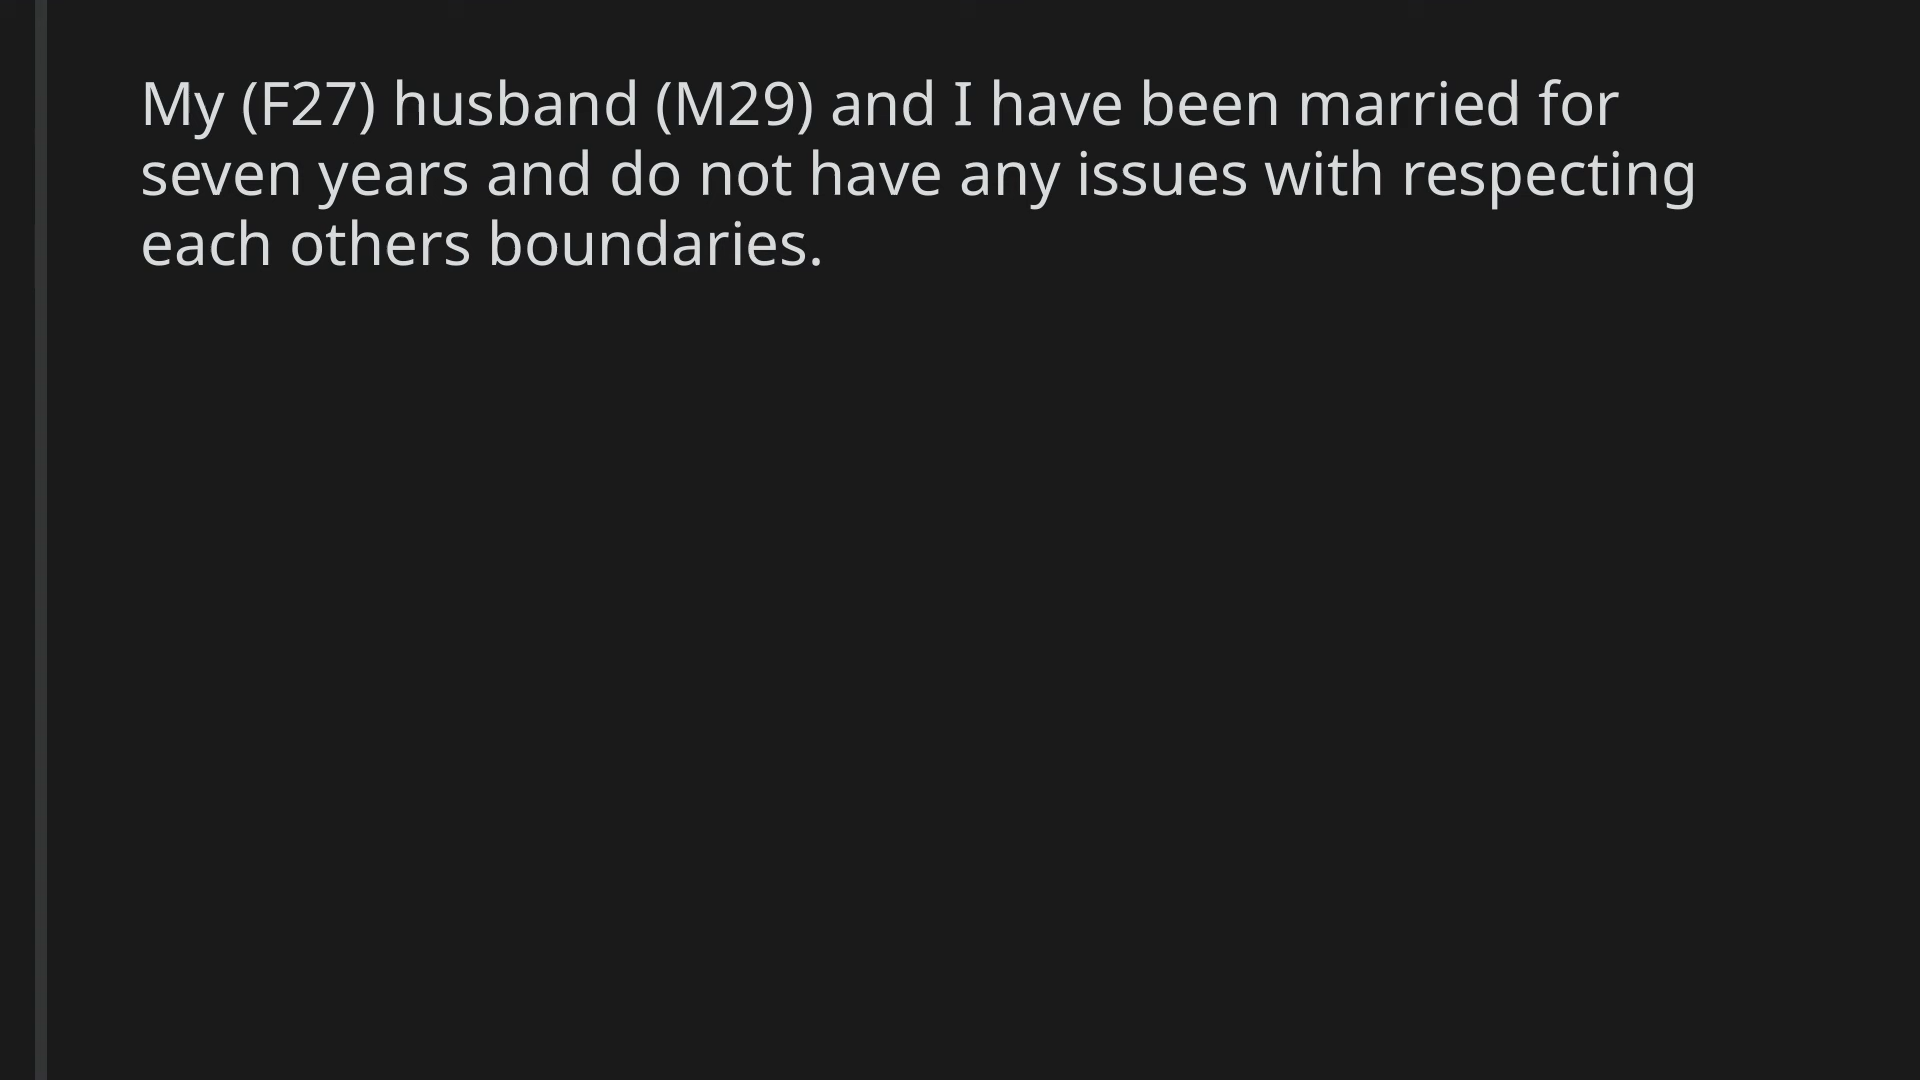 My (F27) husband (M29) and I have been married for
seven years and do not have any issues with respecting
each others boundaries.